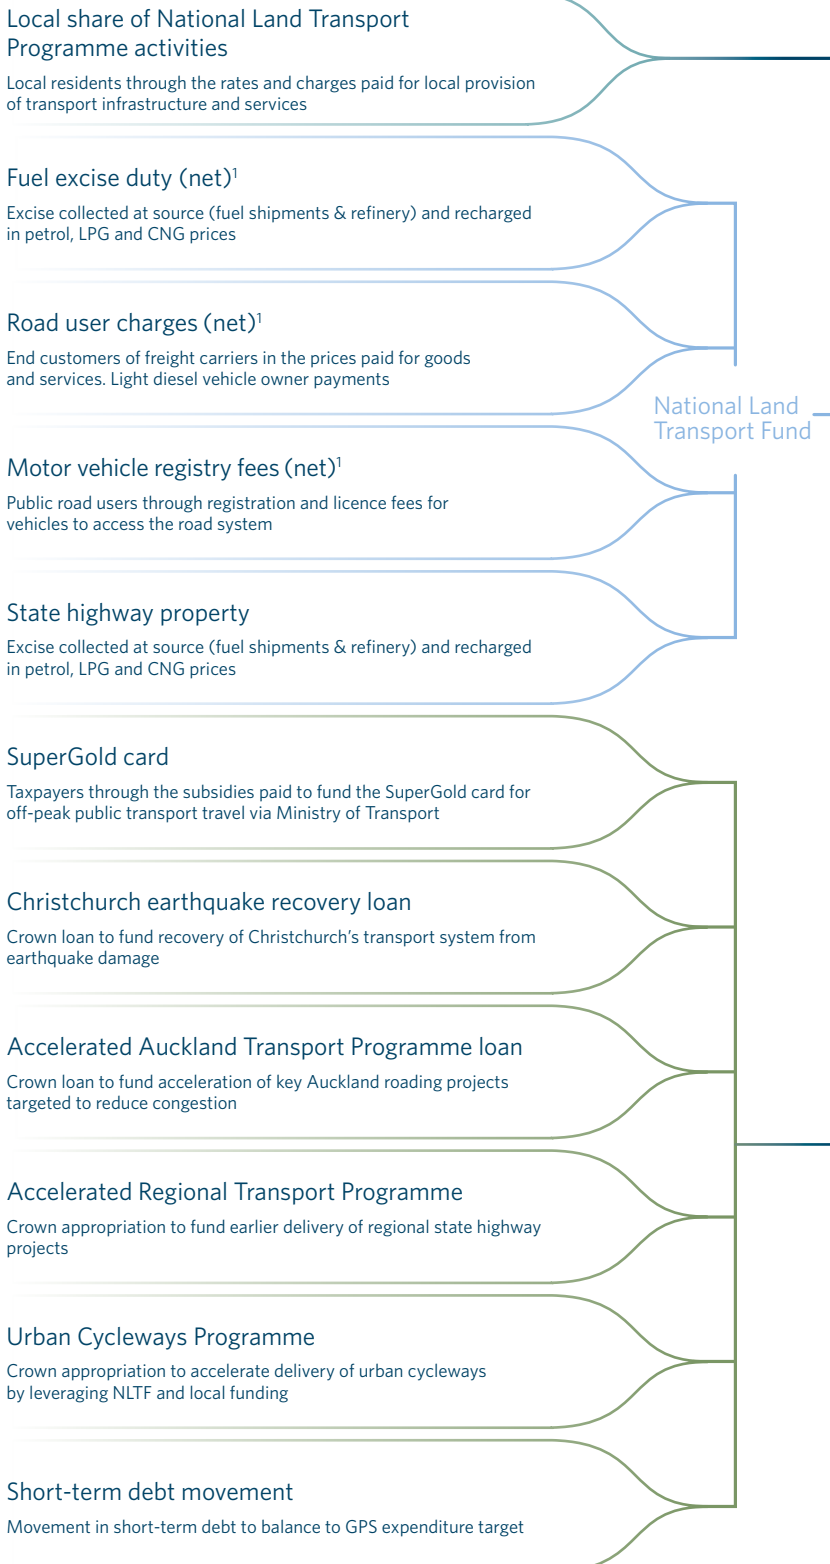 Local share of National Land Transport
Programme activities
Local residents through the rates and charges paid for local provision
of transport infrastructure and services
Fuel excise duty (net)¹
Excise collected at source (fuel shipments & refinery) and recharged
in petrol, LPG and CNG prices
Road user charges (net)¹
End customers of freight carriers in the prices paid for goods
and services. Light diesel vehicle owner payments
National Land
Transport Fund
Motor vehicle registry fees (net)¹
Public road users through registration and licence fees for
vehicles to access the road system
State highway property
Excise collected at source (fuel shipments & refinery) and recharged
in petrol, LPG and CNG prices
SuperGold card
Taxpayers through the subsidies paid to fund the SuperGold card for
off-peak public transport travel via Ministry of Transport
Christchurch earthquake recovery loan
Crown loan to fund recovery of Christchurch's transport system from
earthquake damage
Accelerated Auckland Transport Programme loan
Crown loan to fund acceleration of key Auckland roading projects
targeted to reduce congestion
Accelerated Regional Transport Programme
Crown appropriation to fund earlier delivery of regional state highway
projects
Urban Cycleways Programme
Crown appropriation to accelerate delivery of urban cycleways
by leveraging NLTF and local funding
Short-term debt movement
Movement in short-term debt to balance to GPS expenditure target